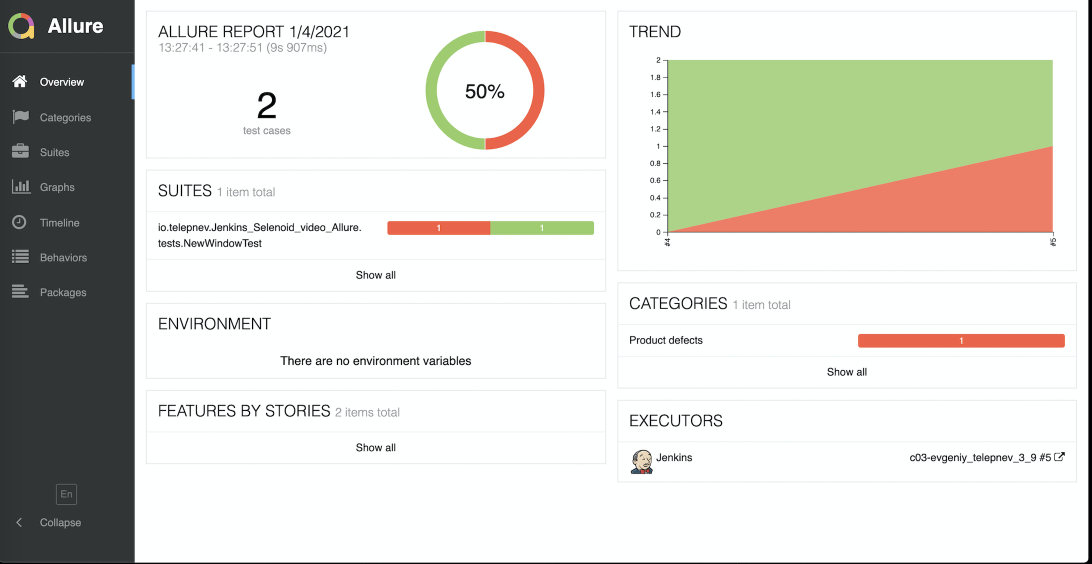 Allure
Overview
Categories
Suites
Graphs
Timeline
Behaviors
Packages
En
Collapse
ALLURE REPORT 1/4/2021
13:27:41 - 13:27:51 (9s 907ms)
2
test cases
50%
SUITES 1 item total
io.telepnev.Jenkins_Selenoid_video_Allure.
tests.NewWindowTest
1 1
Show all
ENVIRONMENT
There are no environment variables
FEATURES BY STORIES 2 items total
Show all
TREND
2
1.8
1.6
1.4
1.2
1
0.8
0.6
0.4
0.2
0
#4
#5
CATEGORIES 1 item total
Product defects 1
Show all
EXECUTORS
Jenkins c03-evgeniy_telepnev_3_9 #5